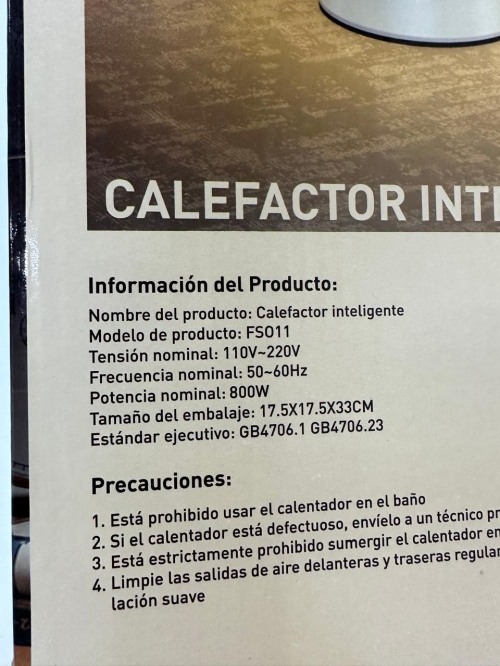 CALEFACTOR
Información del Producto:
Nombre del producto: Calefactor inteligente
Modelo de producto: FS011
Tensión nominal: 110V~220V
Frecuencia nominal: 50~60Hz
Potencia nominal: 800W
Tamaño del embalaje: 17.5X17.5X33CM
Estándar ejecutivo: GB4706.1 GB4706.23
Precauciones:
1. Está prohibido usar el calentador en el baño
2. Si el calentador está defectuoso, envíelo a un técnico
3. Está estrictamente prohibido sumergir el calentador en
4. Limpie las salidas de aire delanteras y traseras
lación suave